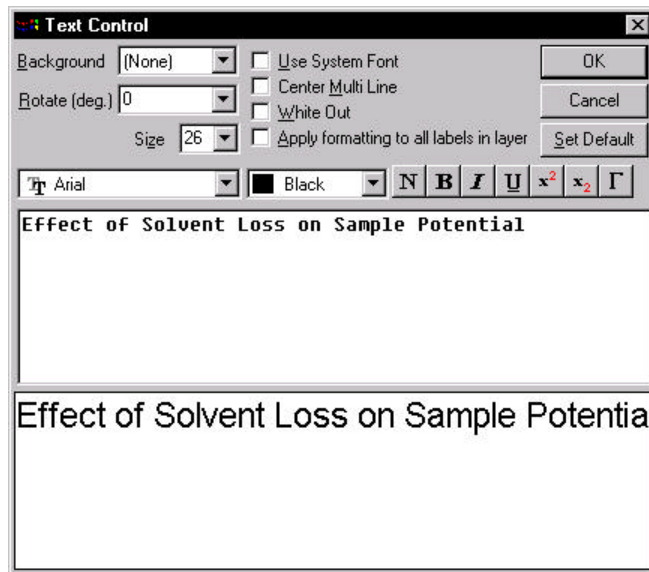 Text Control
Background (None) Use System Font OK
Center Multi Line
Rotate (deg.) 0 White Out Cancel
Size 26 Apply formatting to all labels in layer Set Default
Arial Black N B I U x² x₂ Γ
Effect of Solvent Loss on Sample Potential
Effect of Solvent Loss on Sample Potentia